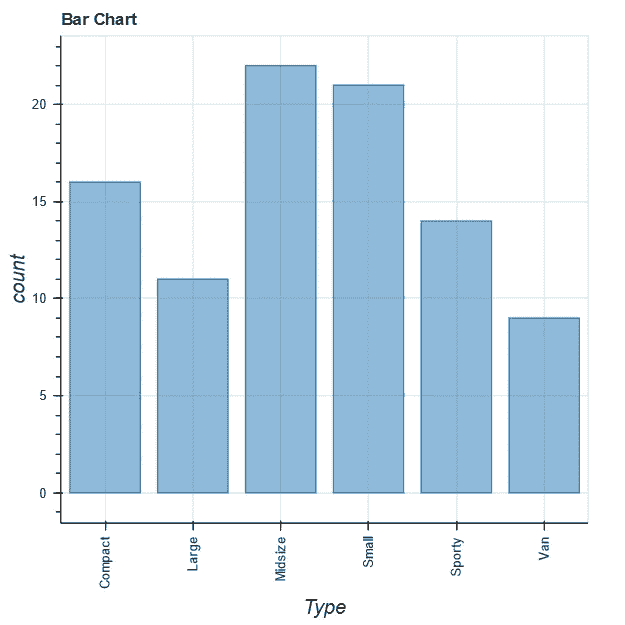 Bar Chart
20
15
10
5
0
count
Compact
Large
Midsize
Small
Sporty
Van
Type